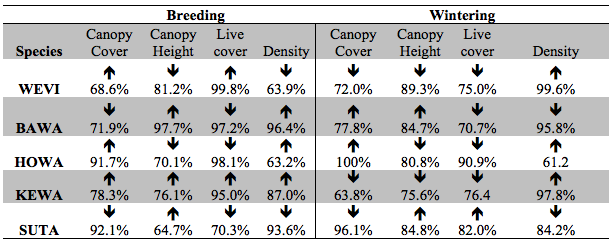 Breeding Wintering
Species Canopy Cover Canopy Height Live cover Density Canopy Cover Canopy Height Live cover Density
🡹 🡻 🡹 🡻 🡻 🡻 🡻 🡹
WEVI 68.6% 81.2% 99.8% 63.9% 72.0% 89.3% 75.0% 99.6%
🡻 🡹 🡻 🡹 🡹 🡹 🡻 🡹
BAWA 71.9% 97.7% 97.2% 96.4% 77.8% 84.7% 70.7% 95.8%
🡹 🡻 🡻 🡹 🡹 🡻 🡻 🡹
HOWA 91.7% 70.1% 98.1% 63.2% 100% 80.8% 90.9% 61.2
🡹 🡹 🡹 🡹 🡻 🡻 🡻 🡹
KEWA 78.3% 76.1% 95.0% 87.0% 63.8% 75.6% 76.4 97.8%
🡻 🡹 🡻 🡻 🡻 🡹 🡹 🡻
SUTA 92.1% 64.7% 70.3% 93.6% 96.1% 84.8% 82.0% 84.2%